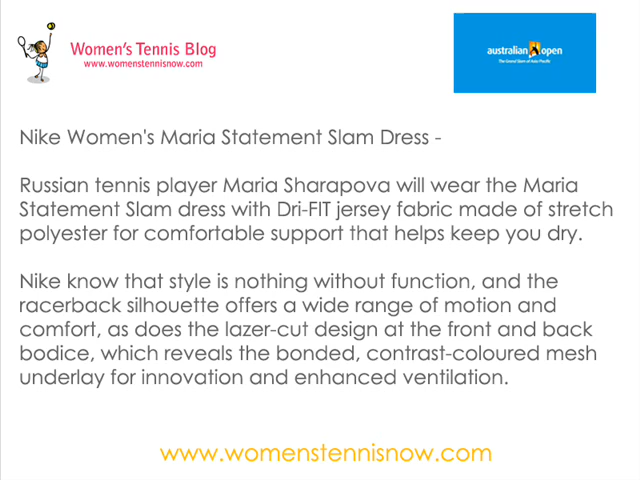 Women's Tennis Blog
www.womenstennisnow.com
australian open
The Grand Slam of Asia/Pacific
Nike Women's Maria Statement Slam Dress -
Russian tennis player Maria Sharapova will wear the Maria
Statement Slam dress with Dri-FIT jersey fabric made of stretch
polyester for comfortable support that helps keep you dry.
Nike know that style is nothing without function, and the
racerback silhouette offers a wide range of motion and
comfort, as does the lazer-cut design at the front and back
bodice, which reveals the bonded, contrast-coloured mesh
underlay for innovation and enhanced ventilation.
www.womenstennisnow.com